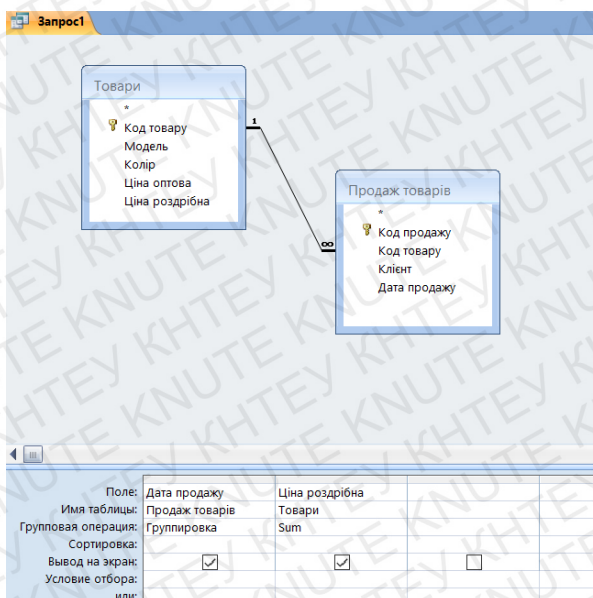 Запрос1
Товари
*
Код товару
Модель
Колір
Ціна оптова
Ціна роздрібна
1
∞
Продаж товарів
*
Код продажу
Код товару
Клієнт
Дата продажу
Поле: Дата продажу Ціна роздрібна
Имя таблицы: Продаж товарів Товари
Групповая операция: Группировка Sum
Сортировка:
Вывод на экран:
Условие отбора:
или: